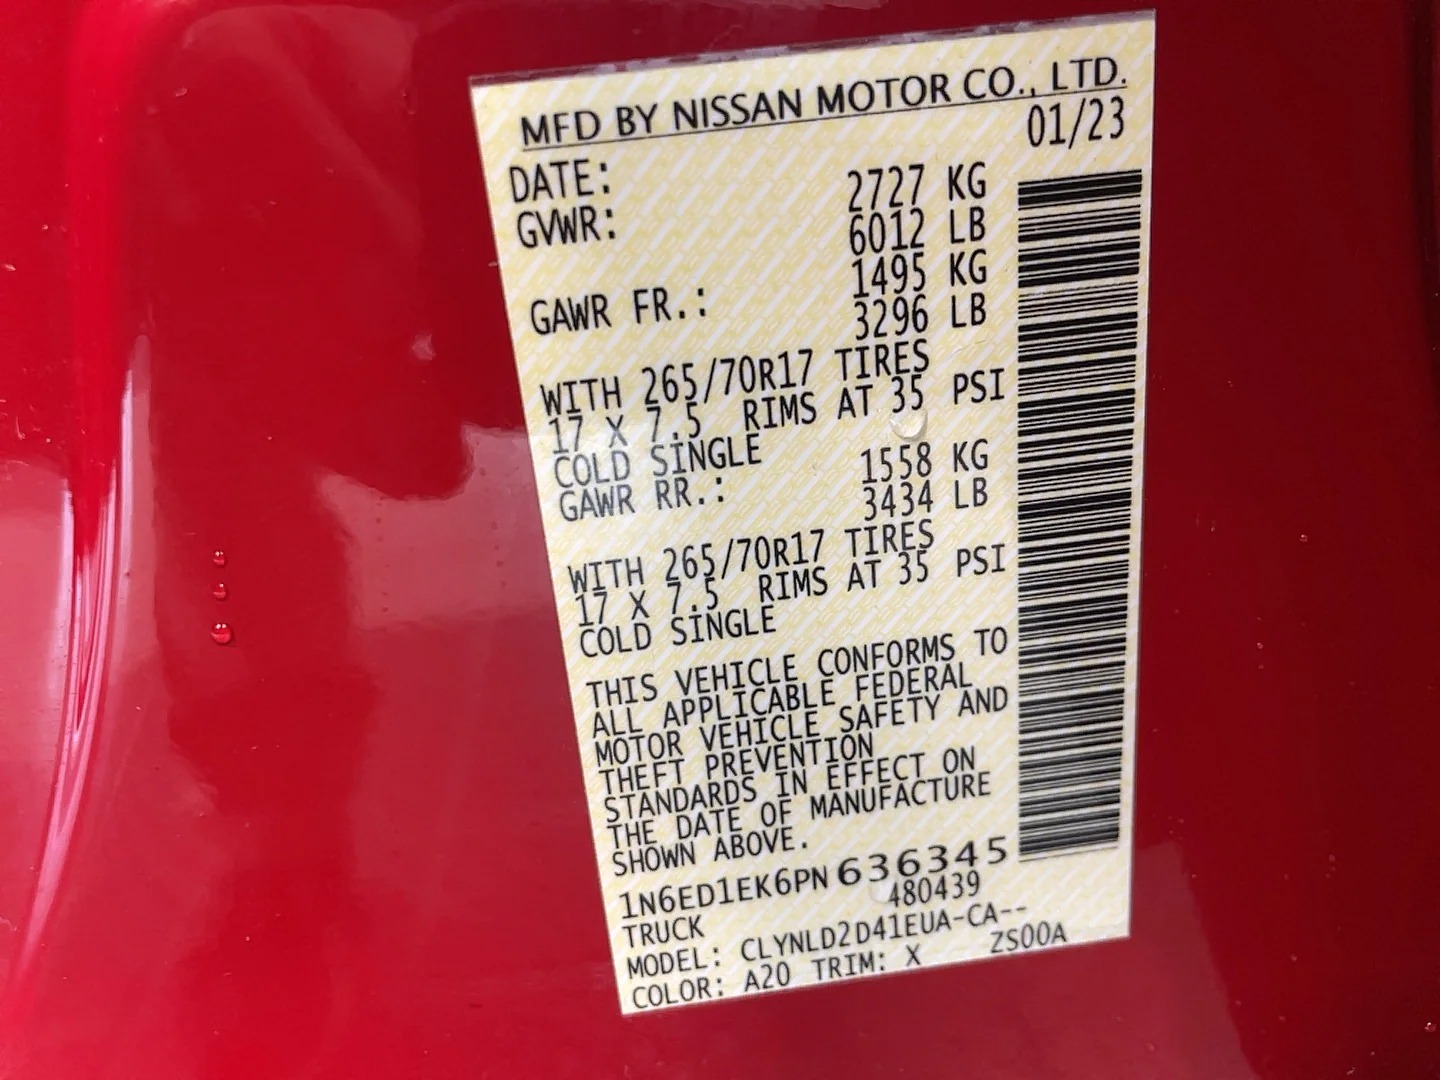 MFD BY NISSAN MOTOR CO., LTD.
DATE: 01/23
GVWR: 2727 KG
6012 LB
GAWR FR.: 1495 KG
3296 LB
WITH 265/70R17 TIRES
17 X 7.5 RIMS AT 35 PSI
COLD SINGLE
GAWR RR.: 1558 KG
3434 LB
WITH 265/70R17 TIRES
17 X 7.5 RIMS AT 35 PSI
COLD SINGLE
THIS VEHICLE CONFORMS TO
ALL APPLICABLE FEDERAL
MOTOR VEHICLE SAFETY AND
THEFT PREVENTION
STANDARDS IN EFFECT ON
THE DATE OF MANUFACTURE
SHOWN ABOVE.
1N6ED1EK6PN636345
TRUCK 480439
MODEL: CLYNLD2D41EUA-CA--
COLOR: A20 TRIM: X ZS00A